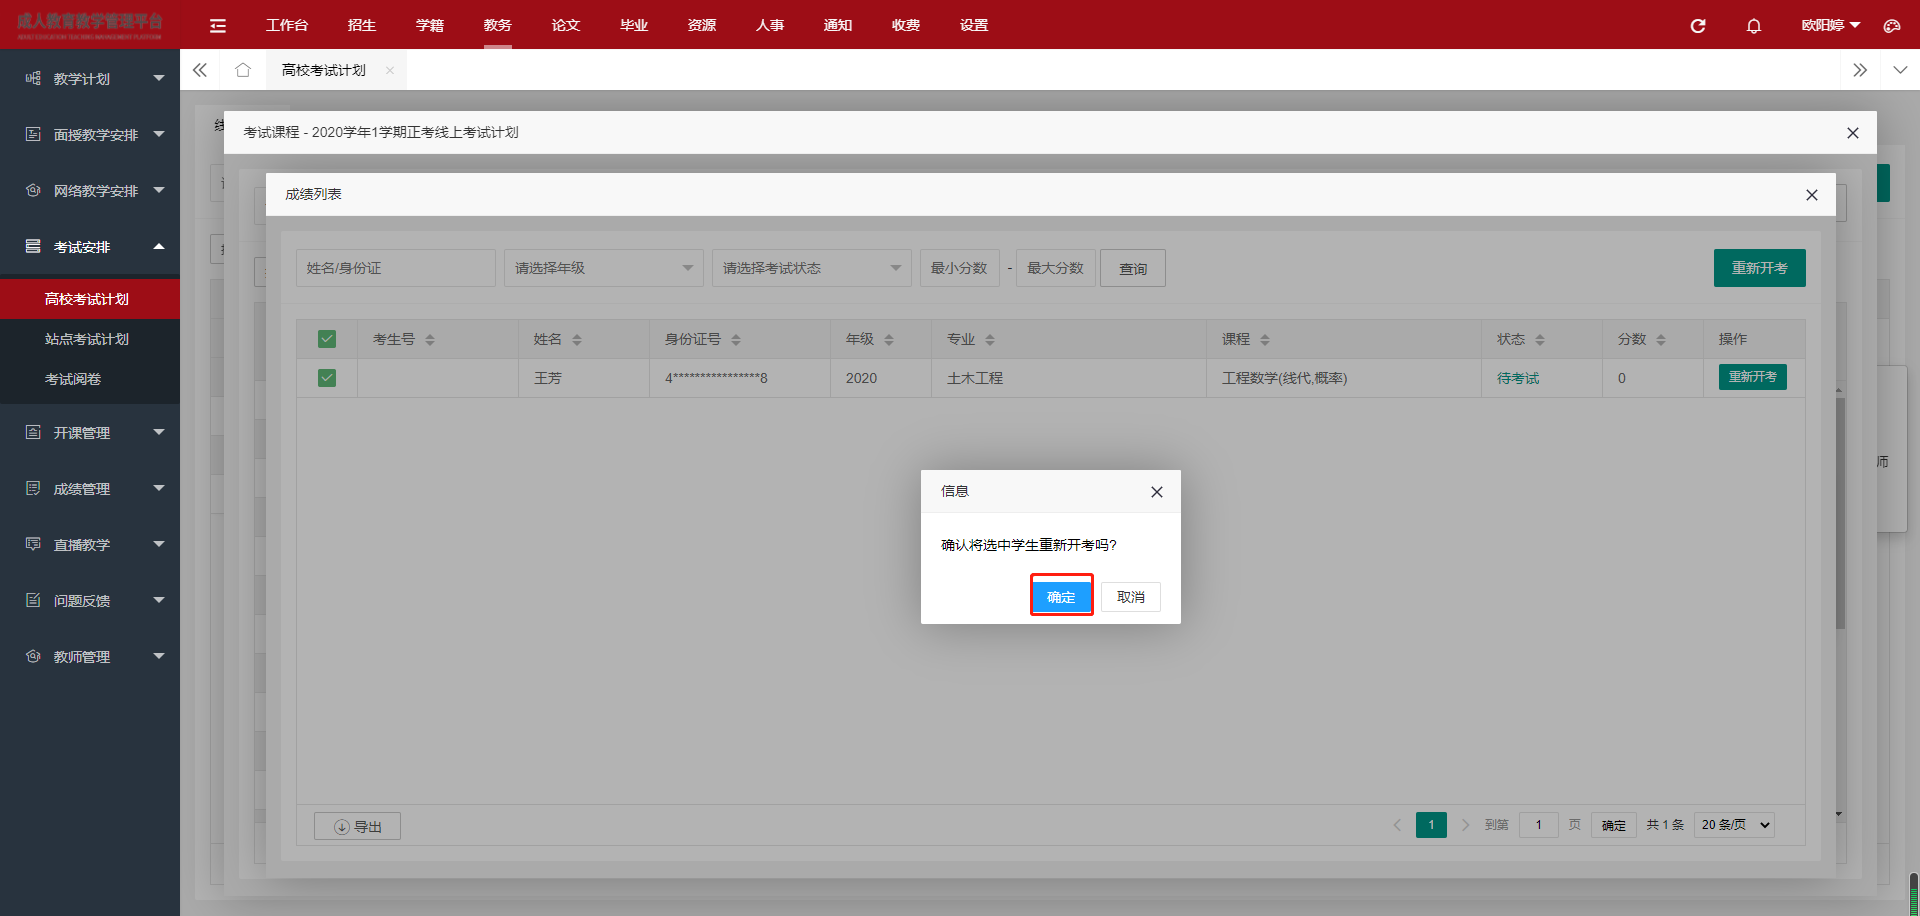 成人教育教学管理平台
ADULT EDUCATION TEACHING MANAGEMENT PLATFORM
工作台 招生 学籍 教务 论文 毕业 资源 人事 通知 收费 设置
欧阳婷
高校考试计划
教学计划
面授教学安排
网络教学安排
考试安排
高校考试计划
站点考试计划
考试阅卷
开课管理
成绩管理
直播教学
问题反馈
教师管理
考试课程 - 2020学年1学期正考线上考试计划
成绩列表
姓名/身份证 请选择年级 请选择考试状态 最小分数 - 最大分数 查询 重新开考
考生号 姓名 身份证号 年级 专业 课程 状态 分数 操作
王芳 4****************8 2020 土木工程 工程数学(线代,概率) 待考试 0 重新开考
师
信息
确认将选中学生重新开考吗?
确定 取消
导出
1 到第 1 页 确定 共 1 条 20 条/页